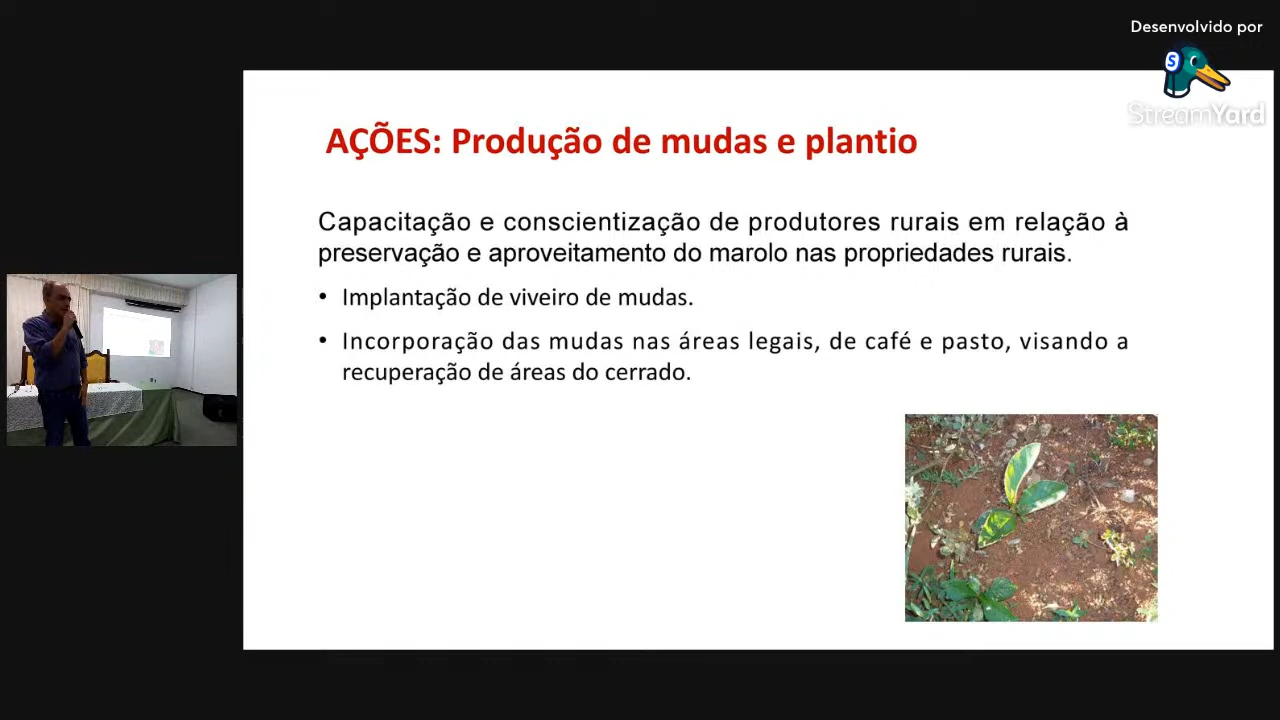 Desenvolvido por
S
StreamYard
AÇÕES: Produção de mudas e plantio
Capacitação e conscientização de produtores rurais em relação à
preservação e aproveitamento do marolo nas propriedades rurais.
• Implantação de viveiro de mudas.
• Incorporação das mudas nas áreas legais, de café e pasto, visando a
recuperação de áreas do cerrado.